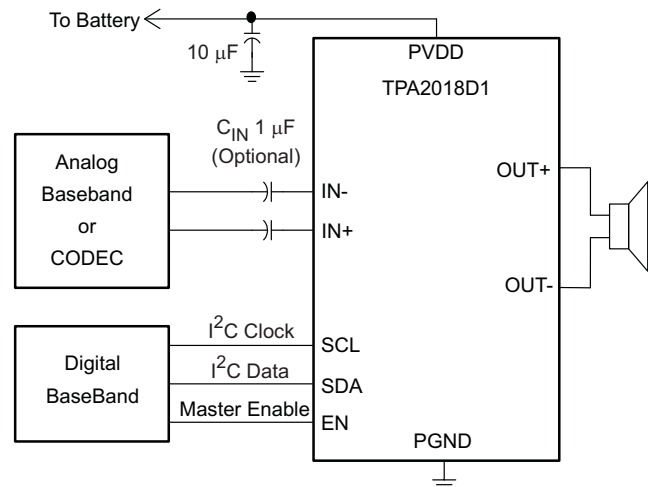 To Battery
10 μF
PVDD
TPA2018D1
C_IN 1 μF
(Optional)
Analog
Baseband
or
CODEC
IN-
IN+
OUT+
OUT-
Digital
BaseBand
I²C Clock
I²C Data
Master Enable
SCL
SDA
EN
PGND